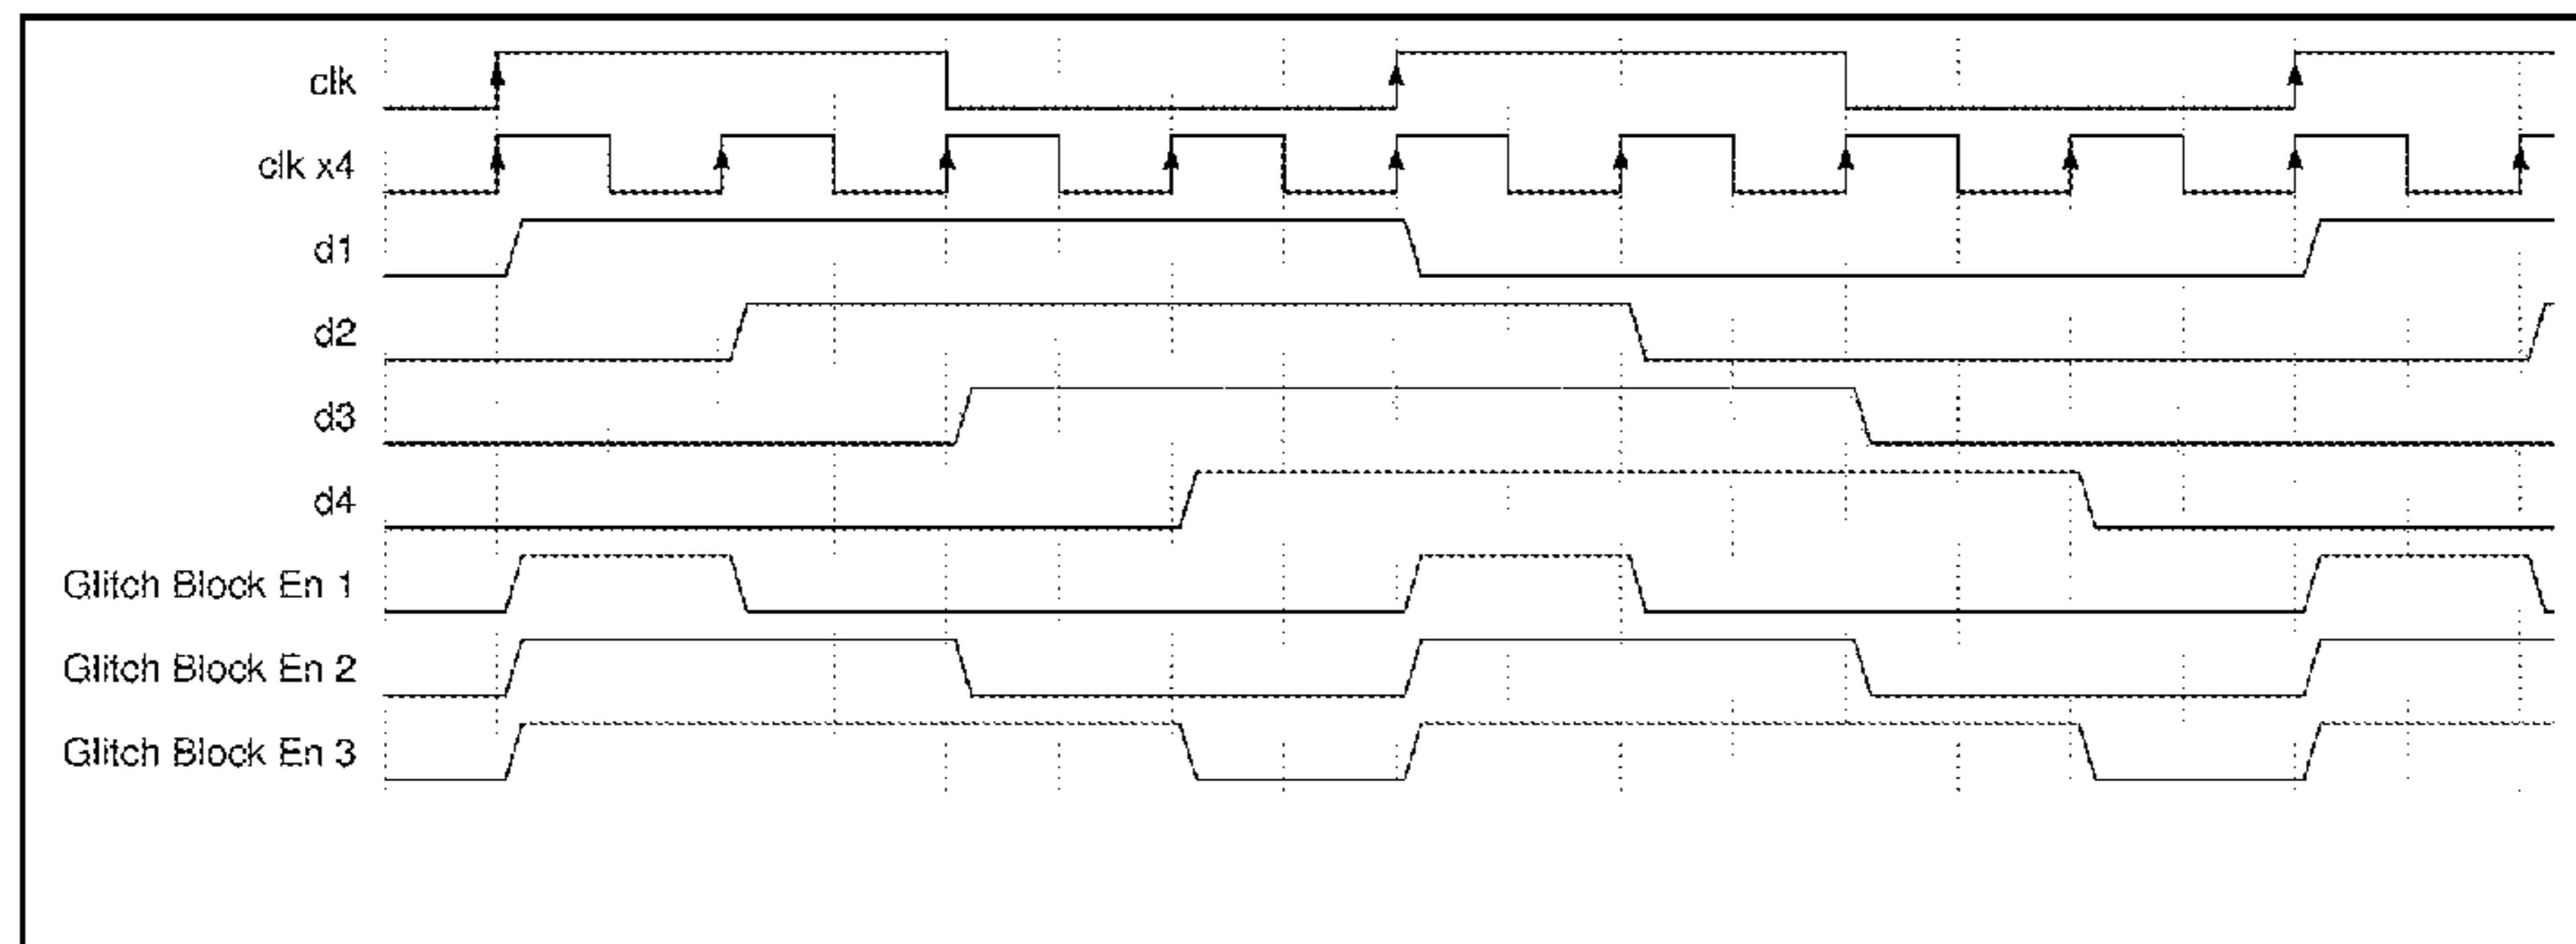 clk
clk x4
d1
d2
d3
d4
Glitch Block En 1
Glitch Block En 2
Glitch Block En 3